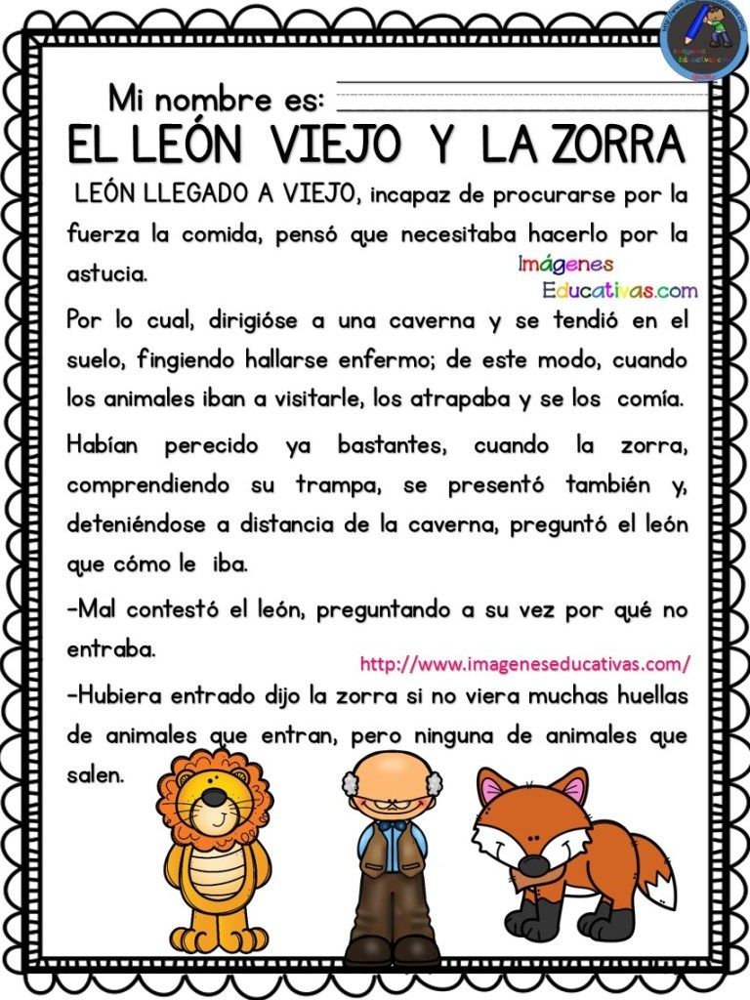 Imágenes
Educativas.com
Mi nombre es:
EL LEÓN VIEJO Y LA ZORRA
LEÓN LLEGADO A VIEJO, incapaz de procurarse por la
fuerza la comida, pensó que necesitaba hacerlo por la
astucia.
Imágenes
Educativas.com
Por lo cual, dirigióse a una caverna y se tendió en el
suelo, fingiendo hallarse enfermo; de este modo, cuando
los animales iban a visitarle, los atrapaba y se los comía.
Habían perecido ya bastantes, cuando la zorra,
comprendiendo su trampa, se presentó también y,
deteniéndose a distancia de la caverna, preguntó el león
que cómo le iba.
-Mal contestó el león, preguntando a su vez por qué no
entraba.
http://www.imageneseducativas.com/
-Hubiera entrado dijo la zorra si no viera muchas huellas
de animales que entran, pero ninguna de animales que
salen.